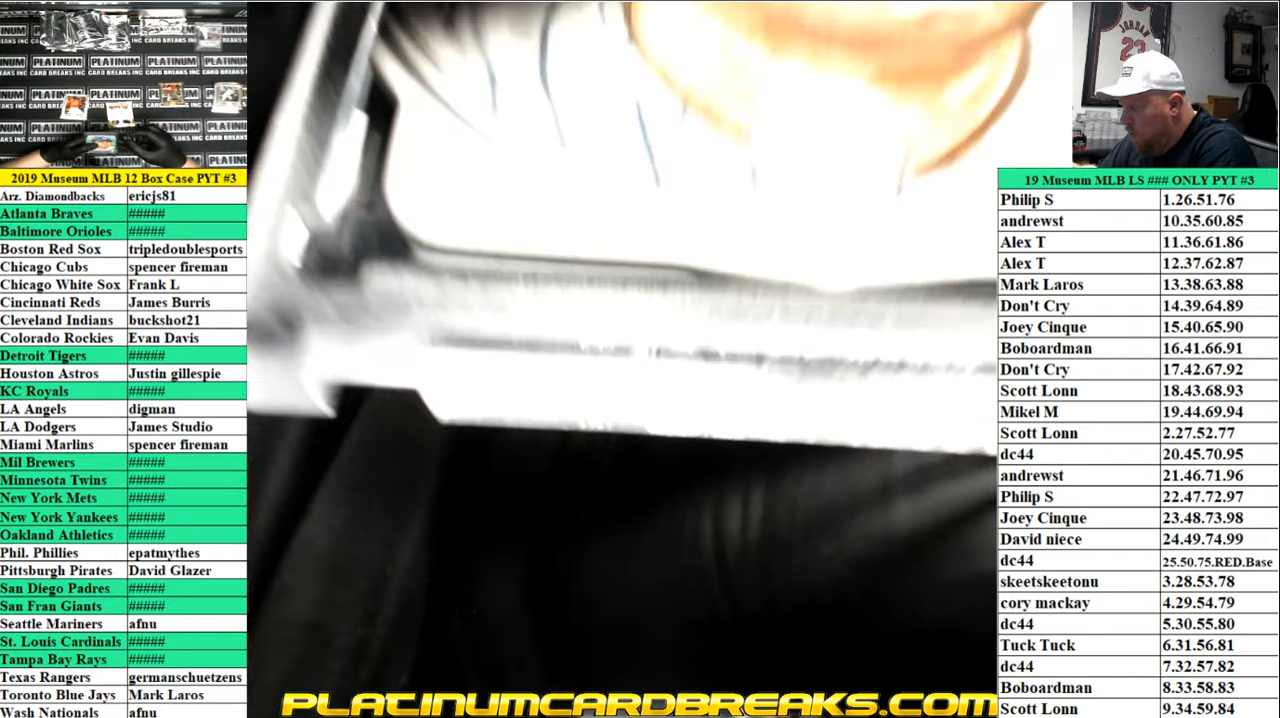 2019 Museum MLB 12 Box Case PYT #3
Arz. Diamondbacks ericjs81
Atlanta Braves #####
Baltimore Orioles #####
Boston Red Sox tripledoublesports
Chicago Cubs spencer fireman
Chicago White Sox Frank L
Cincinnati Reds James Burris
Cleveland Indians buckshot21
Colorado Rockies Evan Davis
Detroit Tigers #####
Houston Astros Justin gillespie
KC Royals #####
LA Angels digman
LA Dodgers James Studio
Miami Marlins spencer fireman
Mil Brewers #####
Minnesota Twins #####
New York Mets #####
New York Yankees #####
Oakland Athletics #####
Phil. Phillies epatmythes
Pittsburgh Pirates David Glazer
San Diego Padres #####
San Fran Giants #####
Seattle Mariners afnu
St. Louis Cardinals #####
Tampa Bay Rays #####
Texas Rangers germanschuetzens
Toronto Blue Jays Mark Laros
Wash Nationals afnu
PLATINUMCARDBREAKS.COM
JORDAN
23
19 Museum MLB LS ### ONLY PYT #3
Philip S 1.26.51.76
andrewst 10.35.60.85
Alex T 11.36.61.86
Alex T 12.37.62.87
Mark Laros 13.38.63.88
Don't Cry 14.39.64.89
Joey Cinque 15.40.65.90
Boboardman 16.41.66.91
Don't Cry 17.42.67.92
Scott Lonn 18.43.68.93
Mikel M 19.44.69.94
Scott Lonn 2.27.52.77
dc44 20.45.70.95
andrewst 21.46.71.96
Philip S 22.47.72.97
Joey Cinque 23.48.73.98
David niece 24.49.74.99
dc44 25.50.75.RED.Base
skeetskeetonu 3.28.53.78
cory mackay 4.29.54.79
dc44 5.30.55.80
Tuck Tuck 6.31.56.81
dc44 7.32.57.82
Boboardman 8.33.58.83
Scott Lonn 9.34.59.84